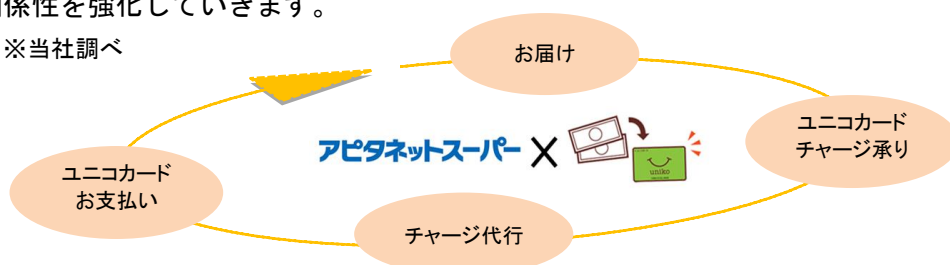 係性を強化していきます。
※当社調べ
お届け
ユニコカード
チャージ承り
アピタネットスーパー X
uniko
ユニコカード
お支払い
チャージ代行